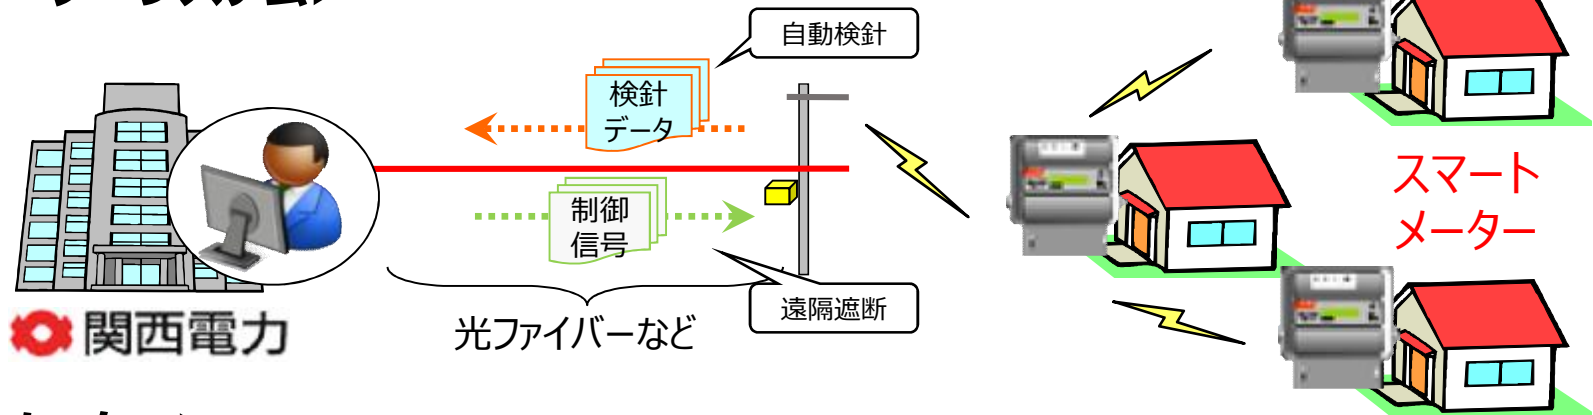 自動検針
検針
データ
制御
信号
遠隔遮断
光ファイバーなど
関西電力
スマート
メーター